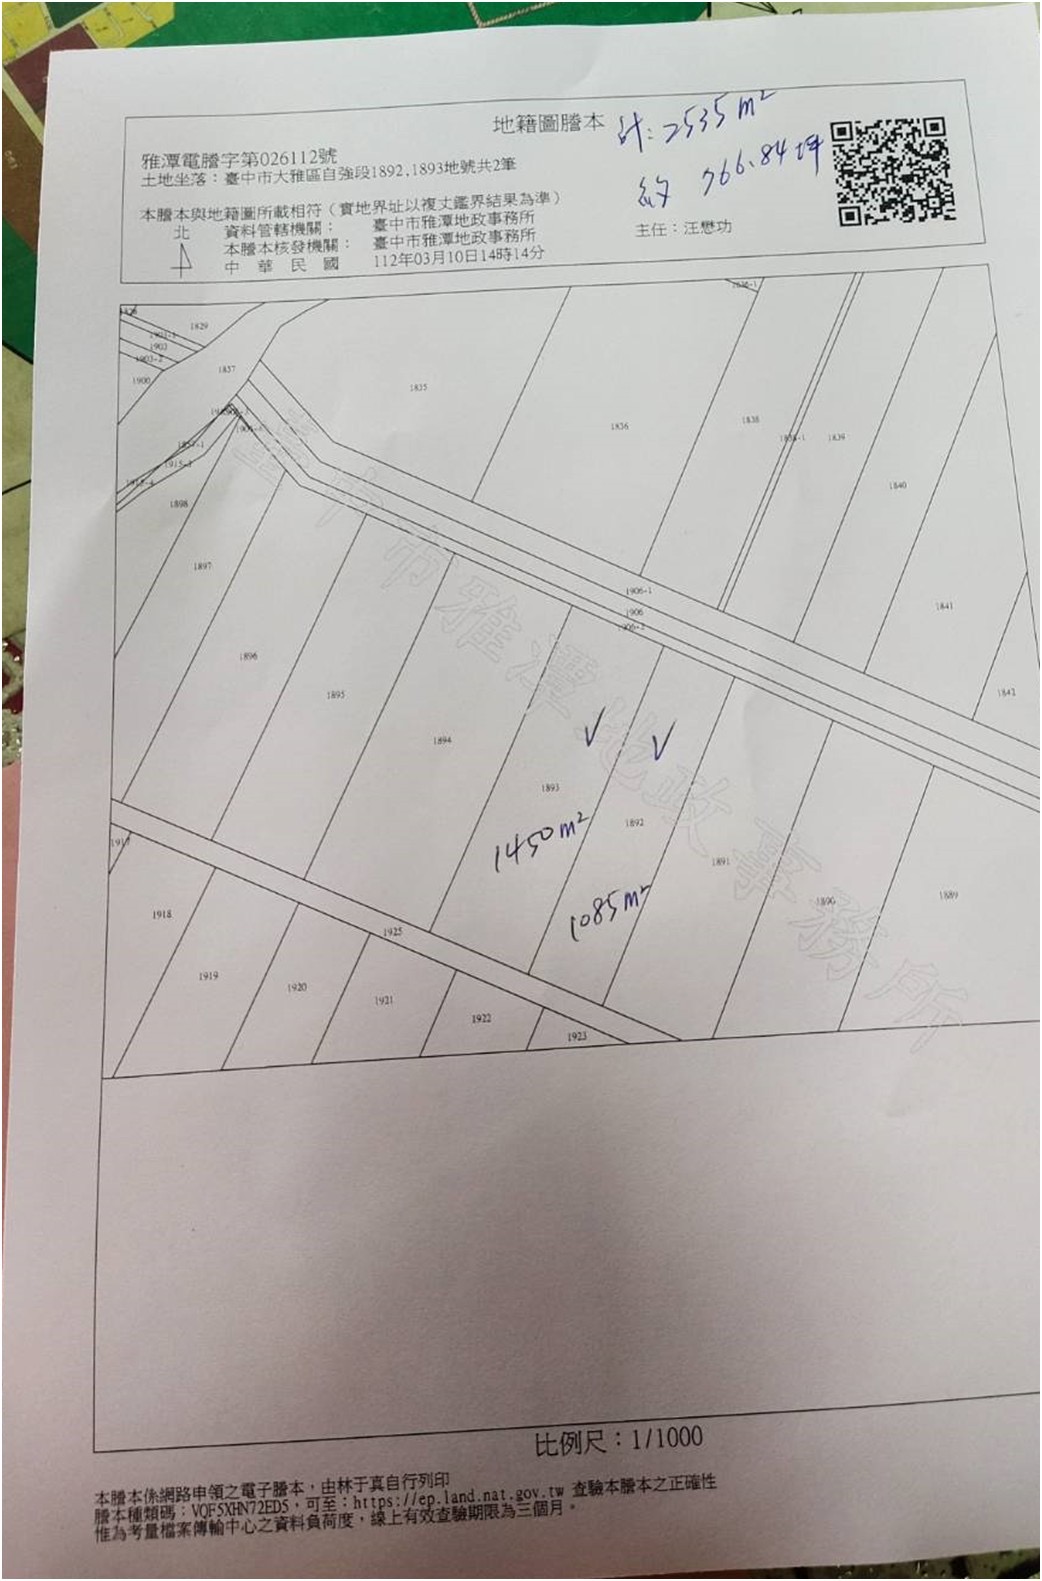 地籍圖謄本
計:2535m²
約 766.84坪
雅潭電謄字第026112號
土地坐落：臺中市大雅區自強段1892,1893地號共2筆
本謄本與地籍圖所載相符（實地界址以複丈鑑界結果為準）
北
資料管轄機關：臺中市雅潭地政事務所
本謄本核發機關：臺中市雅潭地政事務所
主任：汪懋功
中華民國 112年03月10日14時14分
1829
1903
1903-2
1900
1837
1835
1836
1838
1838-1
1839
1840
1841
1842
1915-3
1898
1897
1896
1895
1894
1893
1892
1891
1890
1889
1906-1
1906
1906-2
1450m²
1085m²
1917
1918
1919
1920
1921
1922
1923
1925
臺中市雅潭地政事務所
比例尺：1/1000
本謄本係網路申領之電子謄本，由林于真自行列印
謄本種類碼：VQF5XHN72ED5，可至：https://ep.land.nat.gov.tw 查驗本謄本之正確性
惟為考量檔案傳輸中心之資料負荷度，線上有效查驗期限為三個月。